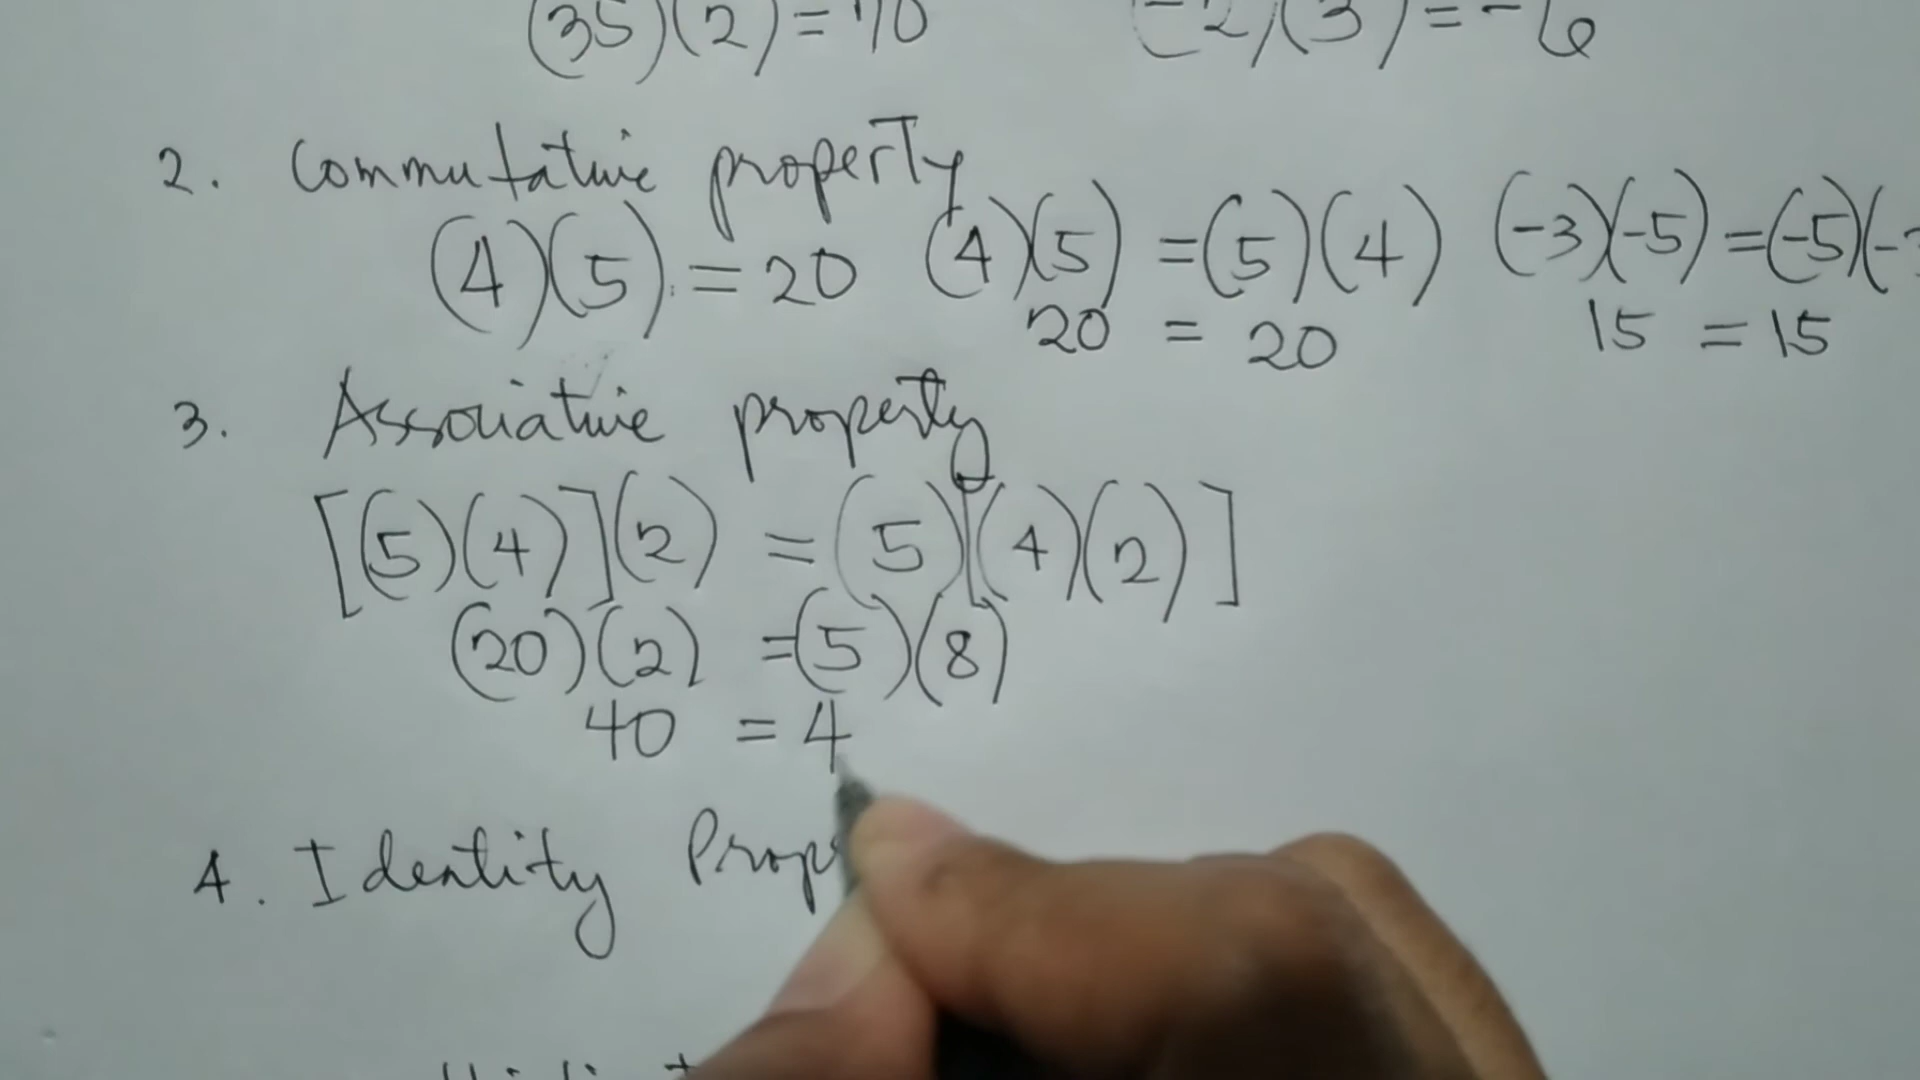 (35)(2) = 70 (-2)(3) = -6
2. Commutative property
(4)(5) = 20 (4)(5) = (5)(4) (-3)(-5) = (-5)(-3
20 = 20 15 = 15
3. Associative property
[(5)(4)](2) = (5)[(4)(2)]
(20)(2) = (5)(8)
40 = 4
4. Identity Prop